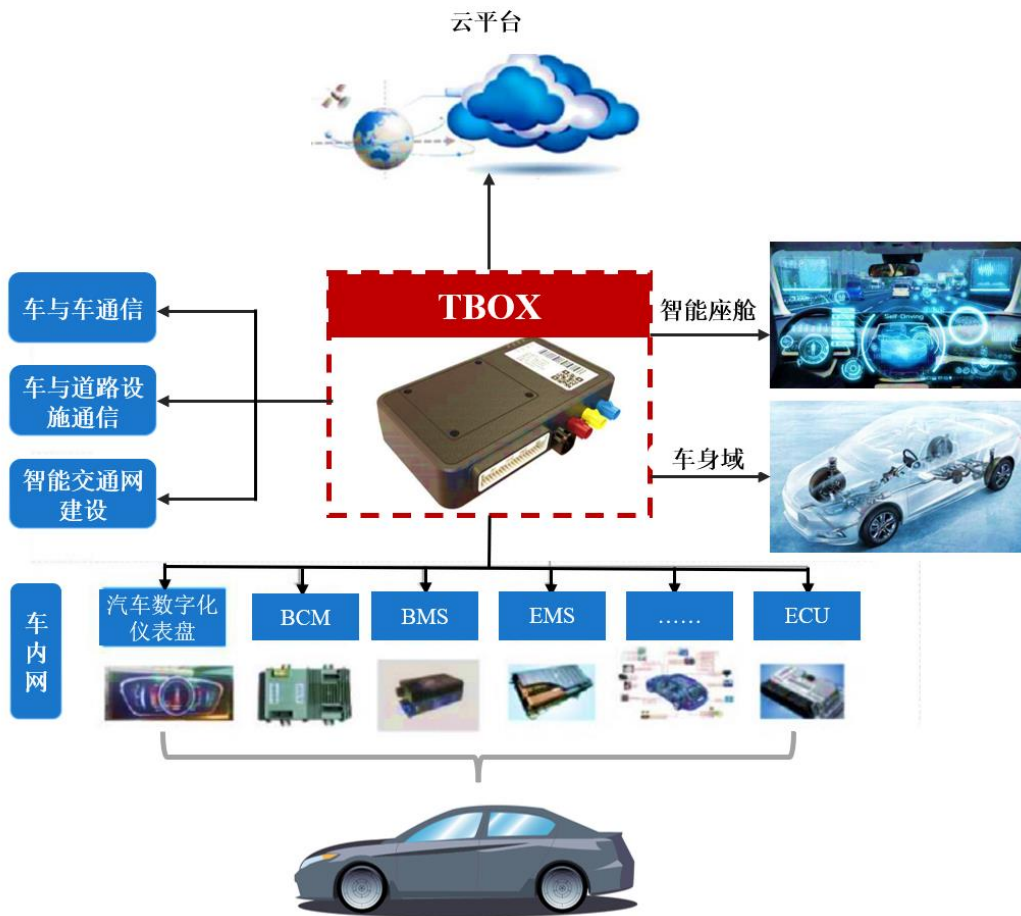 云平台
车与车通信
车与道路设
施通信
智能交通网
建设
TBOX
智能座舱
Self-Driving
车身域
车内网
汽车数字化
仪表盘
BCM
BMS
EMS
……
ECU